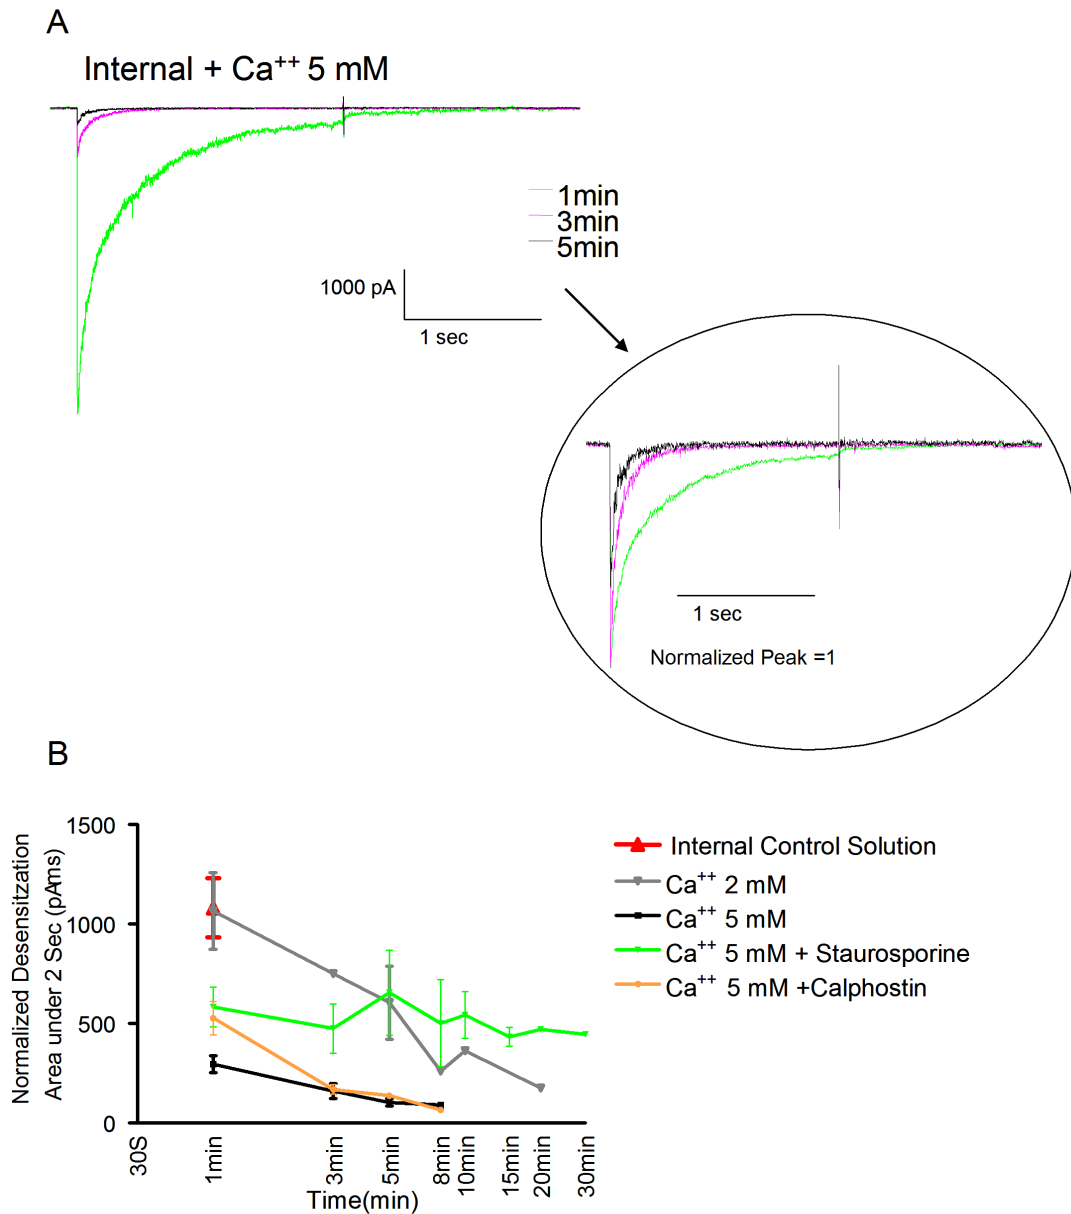 A
Internal + Ca++ 5 mM
1min
3min
5min
1000 pA
1 sec
1 sec
Normalized Peak =1
B
Normalized Desensitzation
Area under 2 Sec (pAms)
1500
1000
500
0
30S
1min
3min
5min
8min
10min
15min
20min
30min
Time(min)
Internal Control Solution
Ca++ 2 mM
Ca++ 5 mM
Ca++ 5 mM + Staurosporine
Ca++ 5 mM +Calphostin